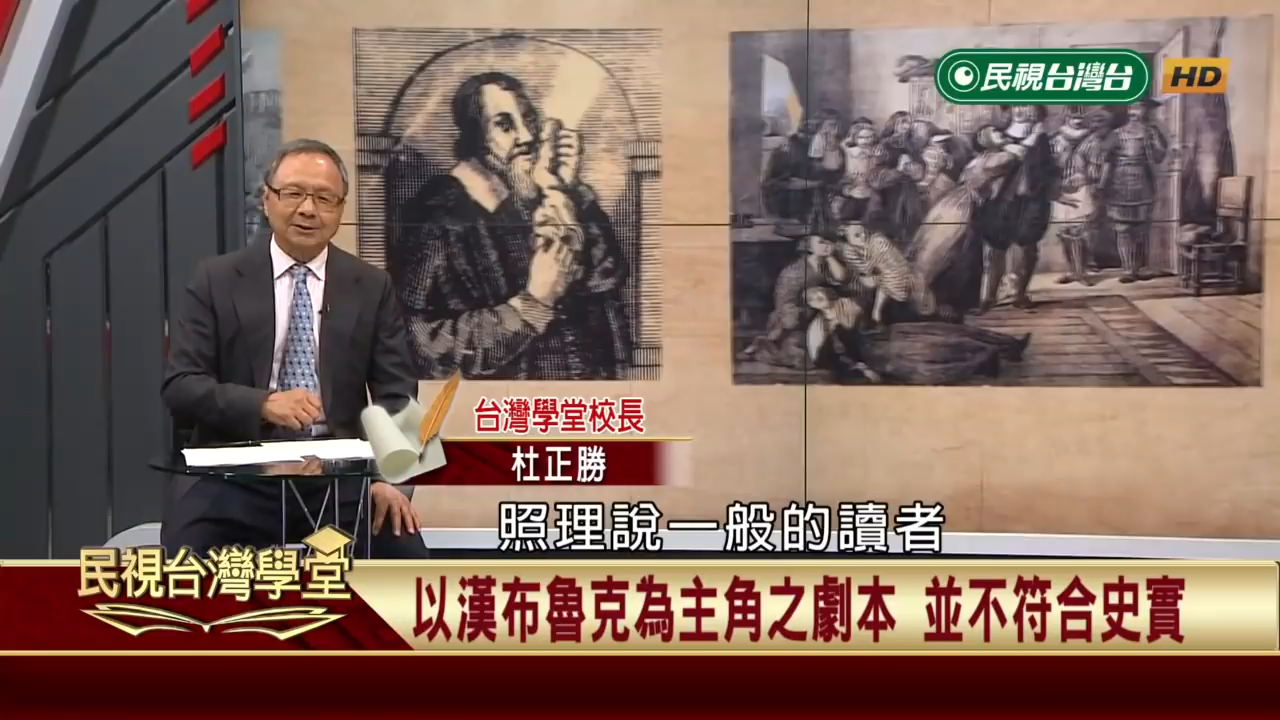 民視台灣台
HD
台灣學堂校長
杜正勝
照理說一般的讀者
民視台灣學堂
以漢布魯克為主角之劇本 並不符合史實